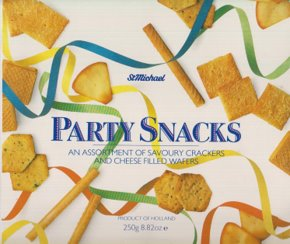 St Michael
PARTY SNACKS
AN ASSORTMENT OF SAVOURY CRACKERS
AND CHEESE FILLED WAFERS
PRODUCT OF HOLLAND
250g 8.82oz e